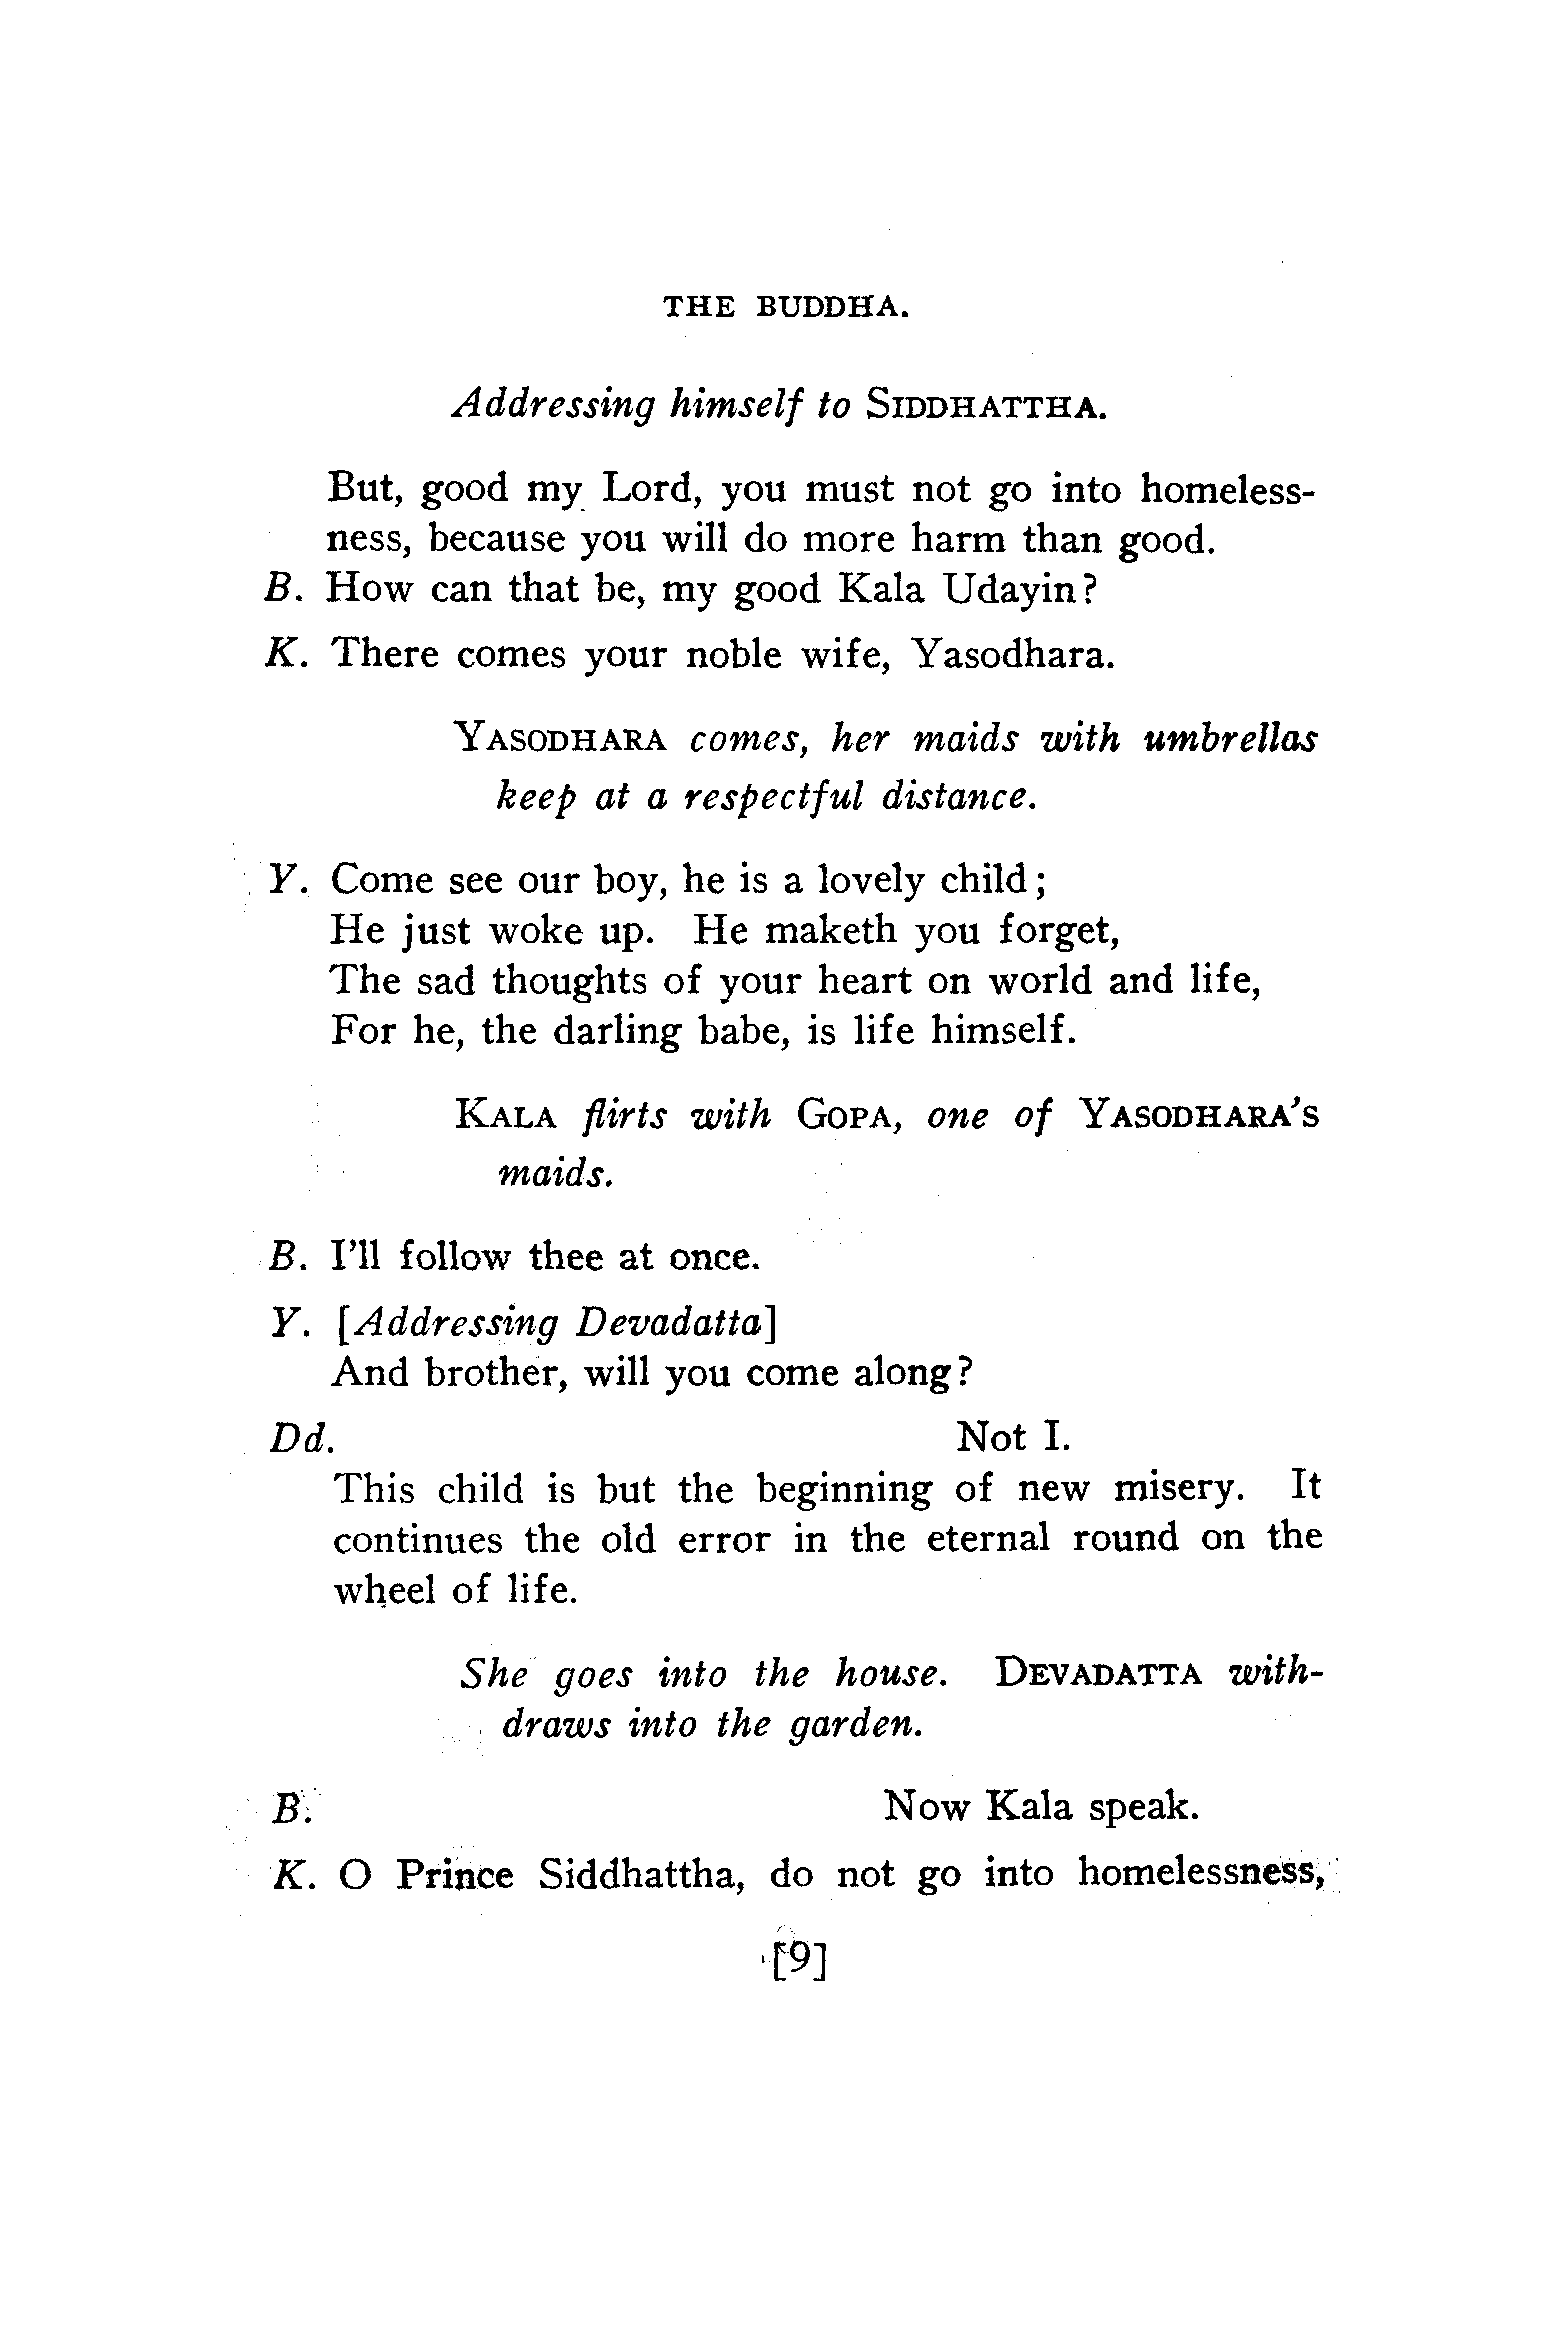 THE BUDDHA.
Addressing himself to SIDDHATTHA.
But, good my Lord, you must not go into homeless-
ness, because you will do more harm than good.
B. How can that be, my good Kala Udayin?
K. There comes your noble wife, Yasodhara.
YASODHARA comes, her maids with umbrellas
keep at a respectful distance.
Y. Come see our boy, he is a lovely child;
He just woke up. He maketh you forget,
The sad thoughts of your heart on world and life,
For he, the darling babe, is life himself.
KALA flirts with GOPA, one of YASODHARA'S
maids.
B. I'll follow thee at once.
Y. [Addressing Devadatta]
And brother, will you come along?
Dd. Not I.
This child is but the beginning of new misery. It
continues the old error in the eternal round on the
wheel of life.
She goes into the house. DEVADATTA with-
draws into the garden.
B. Now Kala speak.
K. O Prince Siddhattha, do not go into homelessness,
[9]